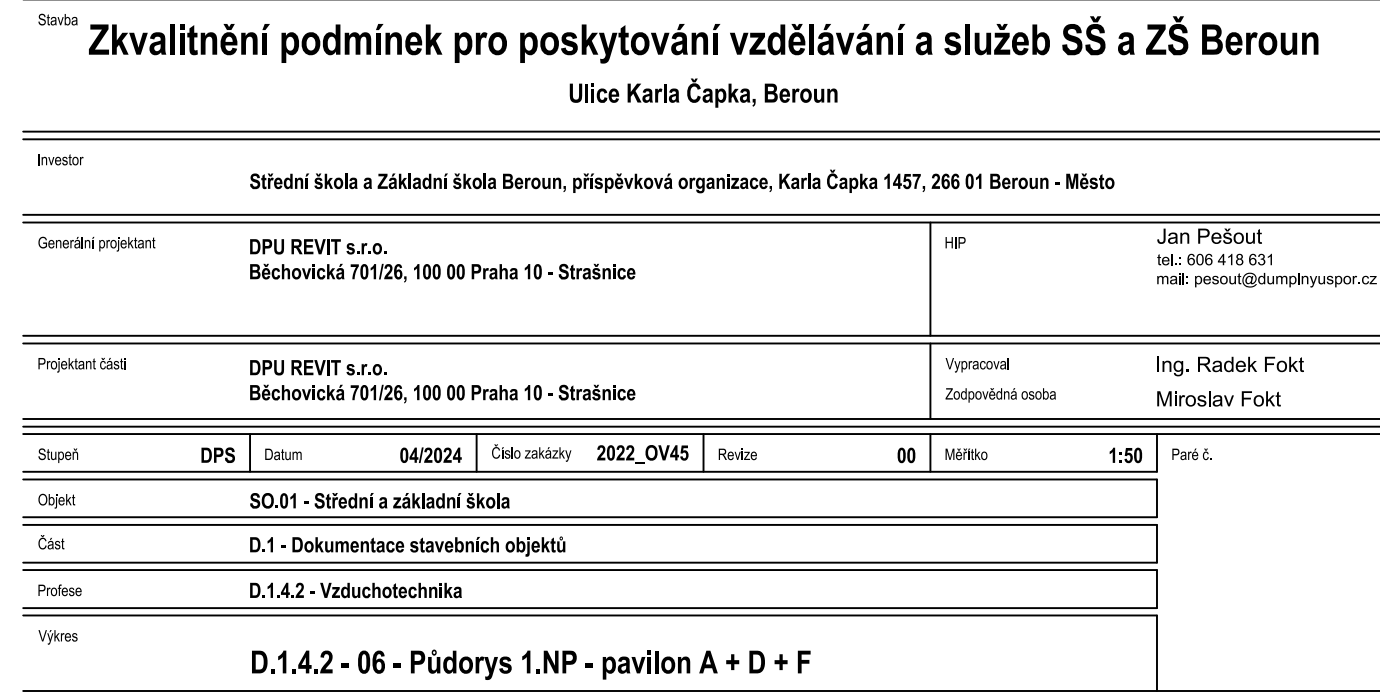 Stavba
Zkvalitnění podmínek pro poskytování vzdělávání a služeb SŠ a ZŠ Beroun
Ulice Karla Čapka, Beroun
Investor
Střední škola a Základní škola Beroun, příspěvková organizace, Karla Čapka 1457, 266 01 Beroun - Město
Generální projektant
DPU REVIT s.r.o.
Běchovická 701/26, 100 00 Praha 10 - Strašnice
HIP
Jan Pešout
tel.: 606 418 631
mail: pesout@dumplnyuspor.cz
Projektant části
DPU REVIT s.r.o.
Běchovická 701/26, 100 00 Praha 10 - Strašnice
Vypracoval Ing. Radek Fokt
Zodpovědná osoba Miroslav Fokt
Stupeň DPS Datum 04/2024 Číslo zakázky 2022_OV45 Revize 00 Měřítko 1:50 Paré č.
Objekt SO.01 - Střední a základní škola
Část D.1 - Dokumentace stavebních objektů
Profese D.1.4.2 - Vzduchotechnika
Výkres
D.1.4.2 - 06 - Půdorys 1.NP - pavilon A + D + F